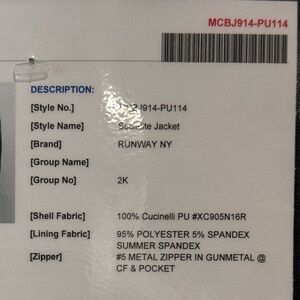 MCBJ914-PU114
DESCRIPTION:
[Style No.] MCBJ914-PU114
[Style Name] Jacket
[Brand] RUNWAY NY
[Group Name]
[Group No] 2K
[Shell Fabric] 100% Cucinelli PU #XC905N16R
[Lining Fabric] 95% POLYESTER 5% SPANDEX
SUMMER SPANDEX
[Zipper] #5 METAL ZIPPER IN GUNMETAL @
CF & POCKET